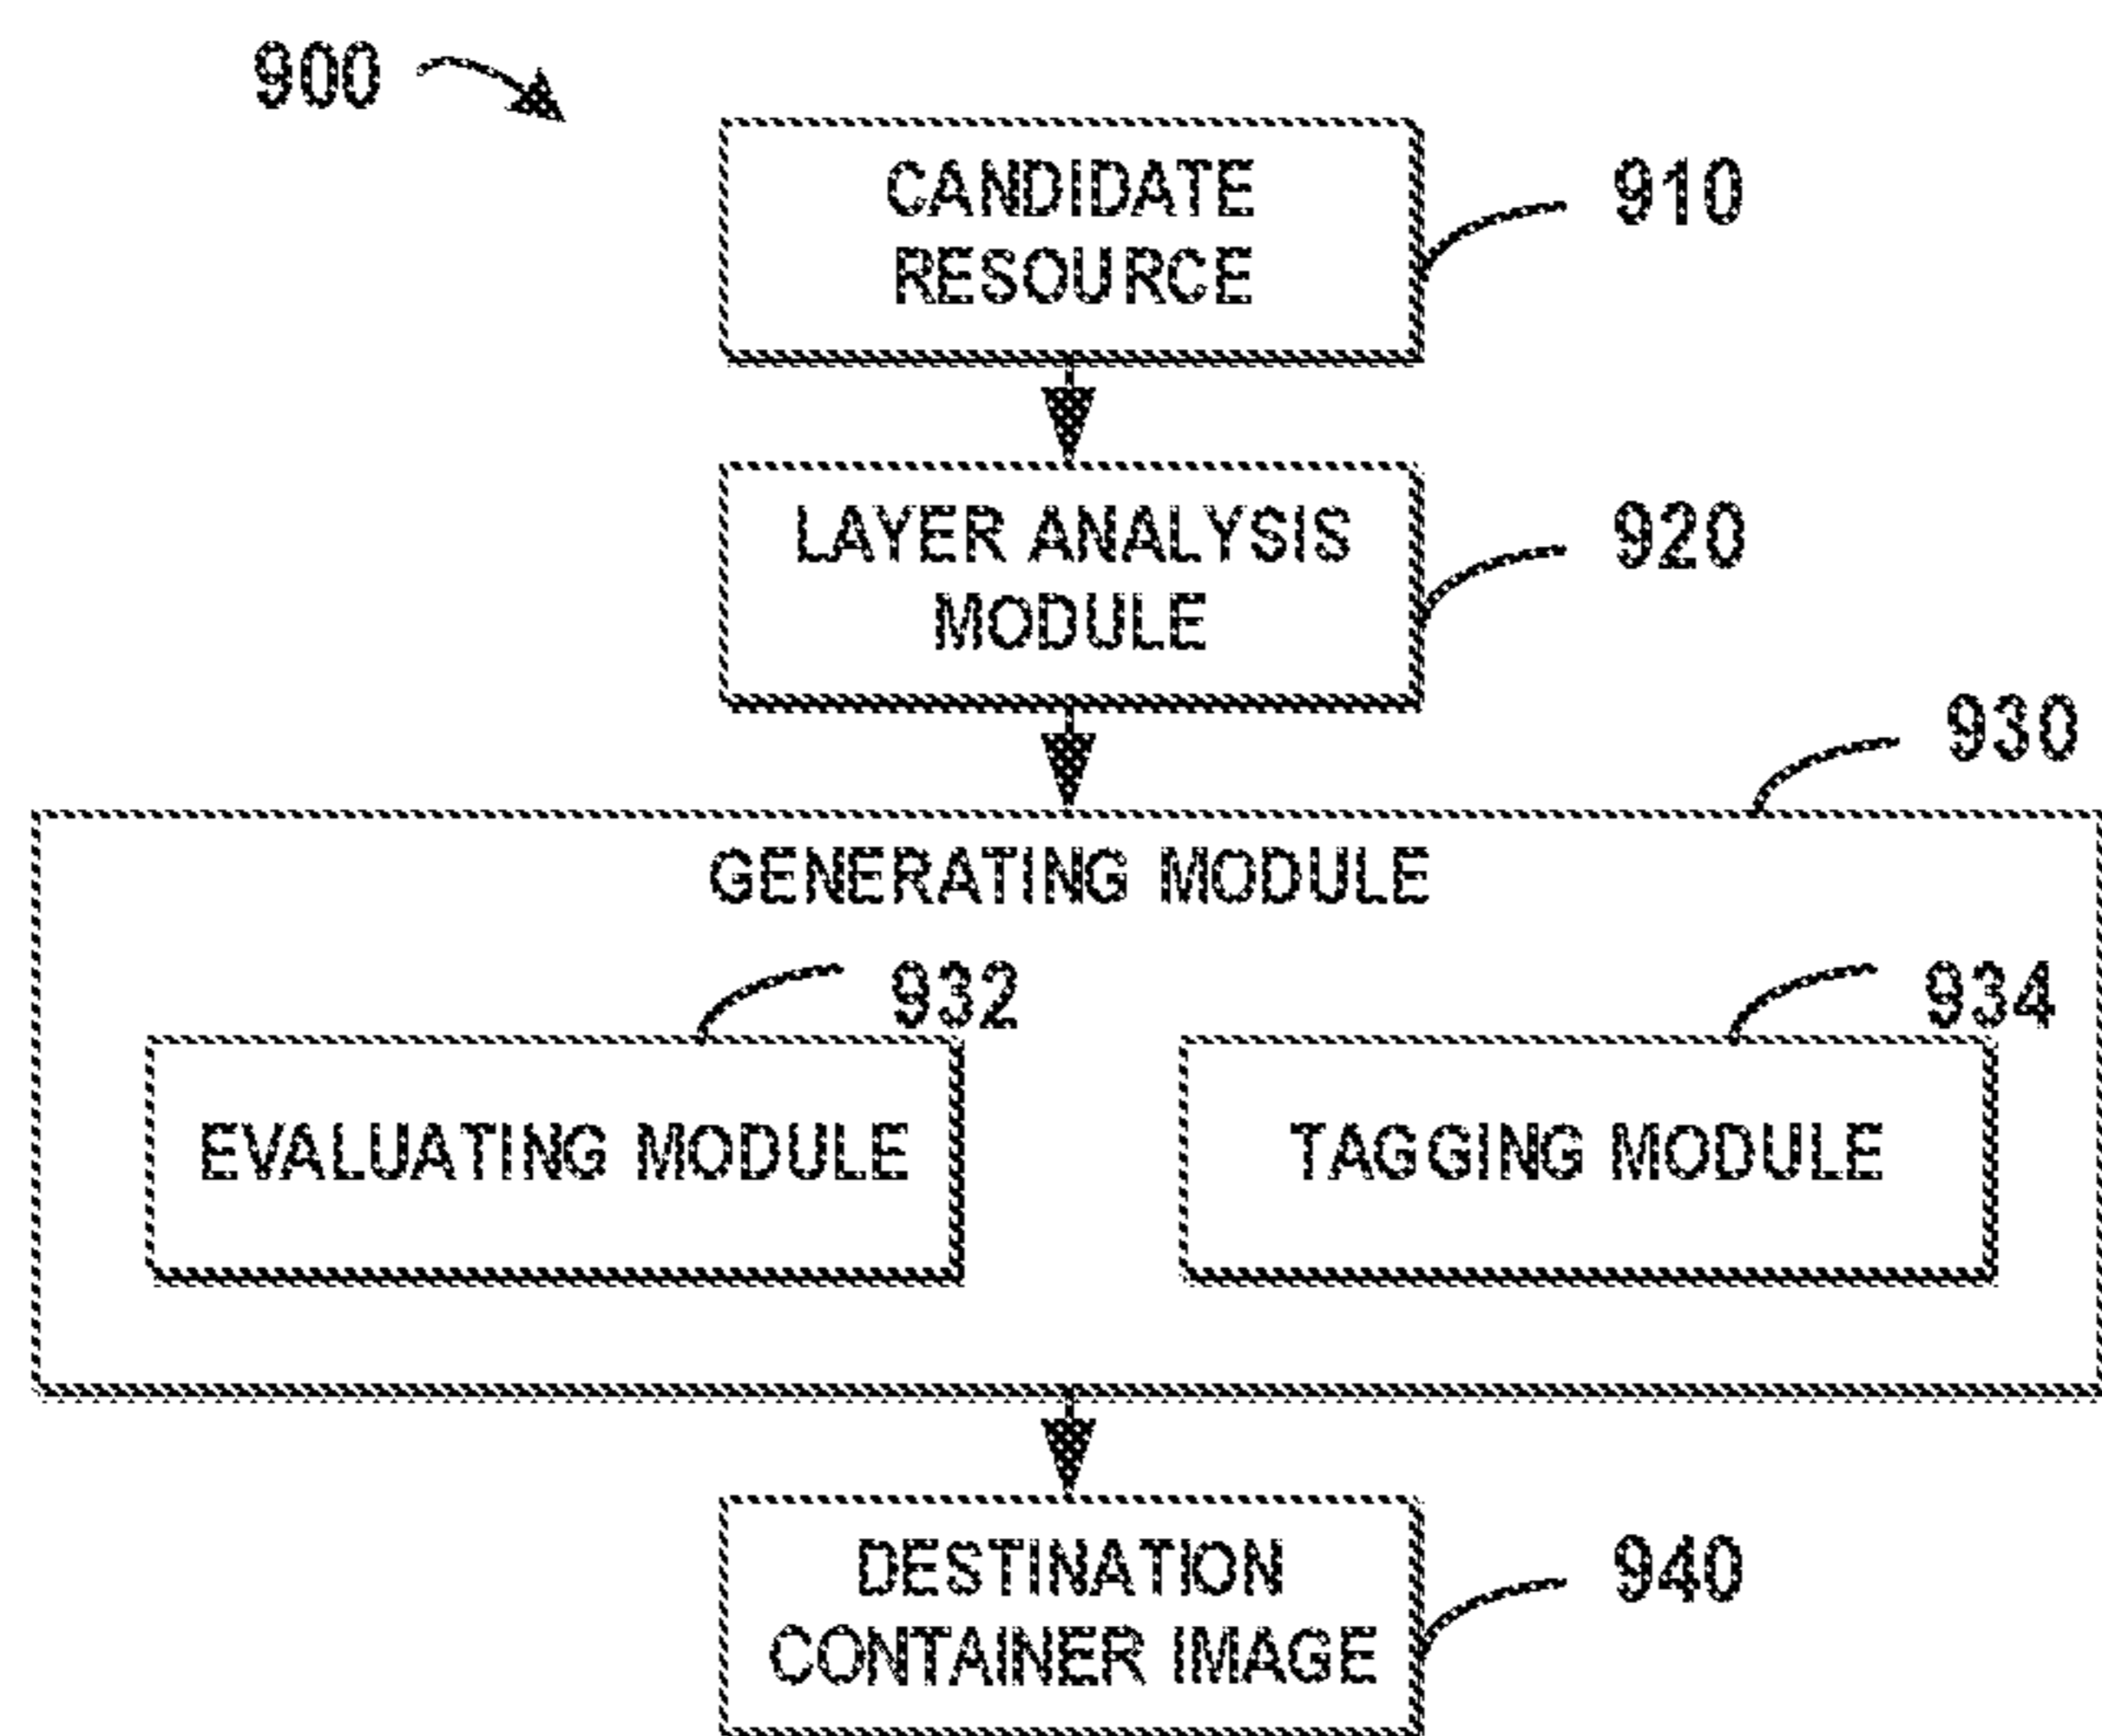 900
CANDIDATE
RESOURCE
910
LAYER ANALYSIS
MODULE
920
930
GENERATING MODULE
932
934
EVALUATING MODULE
TAGGING MODULE
DESTINATION
CONTAINER IMAGE
940